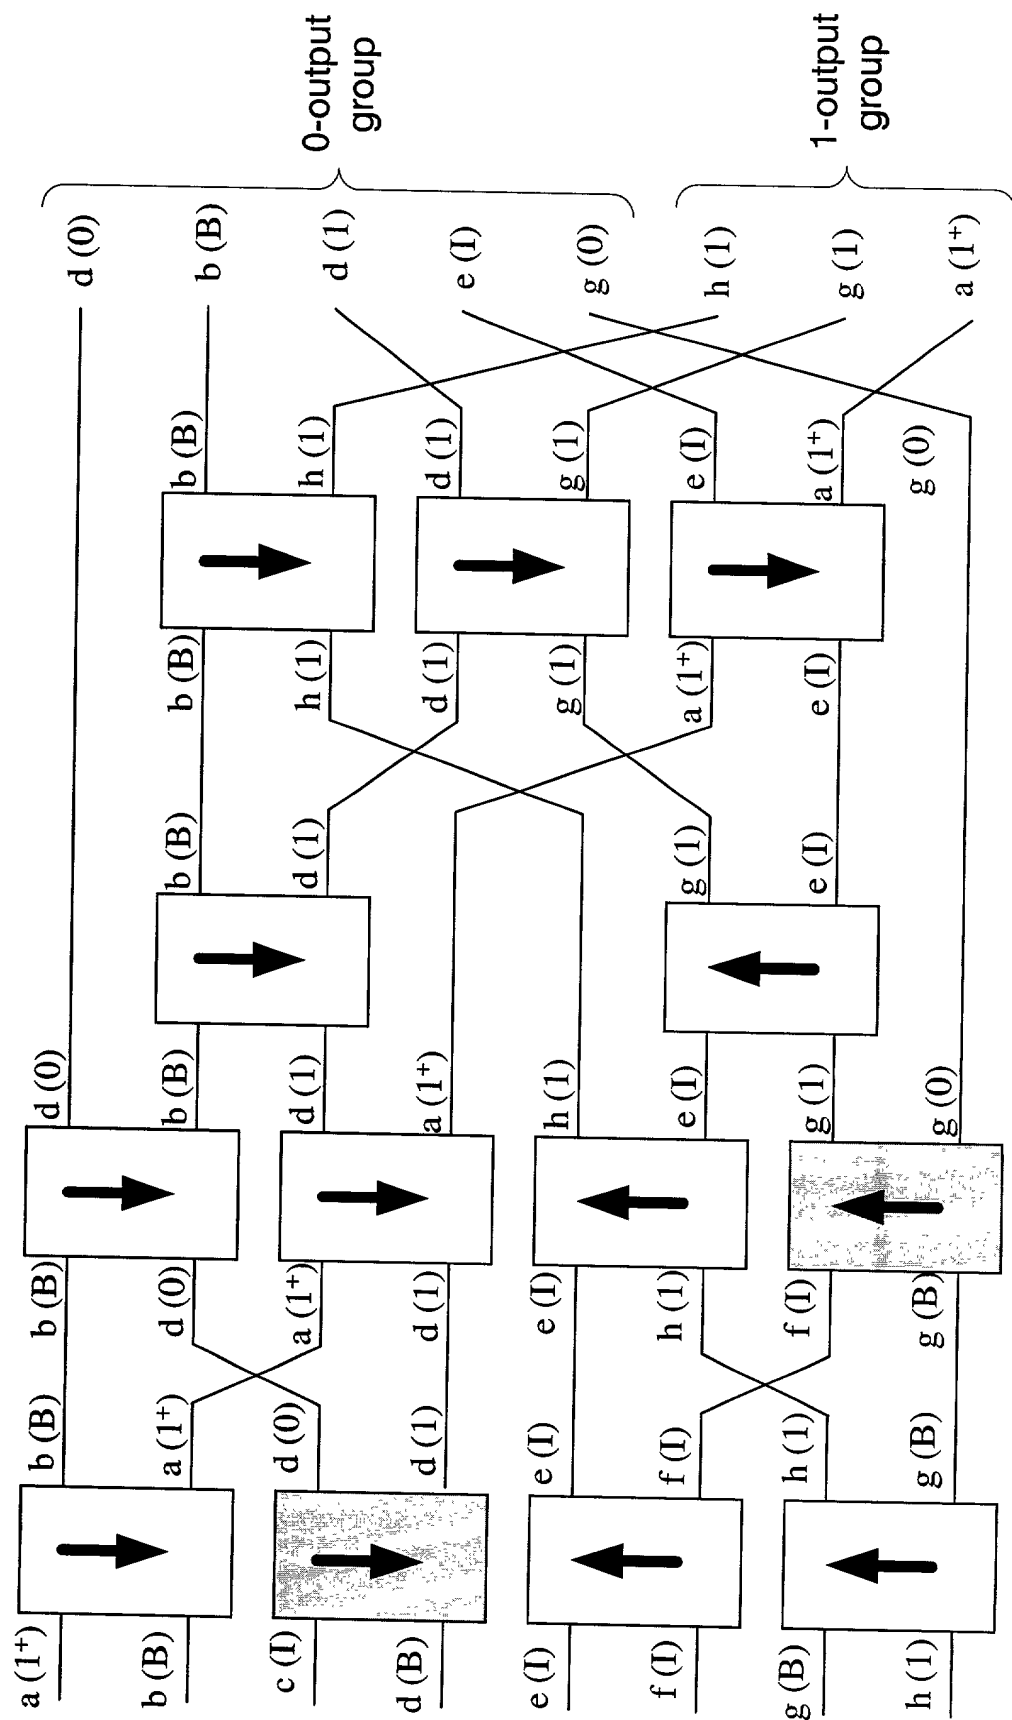 a (1⁺)
b (B)
c (I)
d (B)
e (I)
f (I)
g (B)
h (1)
b (B)
a (1⁺)
d (0)
d (1)
e (I)
f (I)
h (1)
g (B)
b (B)
d (0)
a (1⁺)
d (1)
e (I)
h (1)
f (I)
g (B)
d (0)
b (B)
d (1)
a (1⁺)
h (1)
e (I)
g (1)
g (0)
b (B)
d (1)
g (1)
e (I)
b (B)
h (1)
d (1)
g (1)
a (1⁺)
e (I)
b (B)
h (1)
d (1)
g (1)
e (I)
a (1⁺)
g (0)
d (0)
b (B)
d (1)
e (I)
g (0)
h (1)
g (1)
a (1⁺)
0-output
group
1-output
group